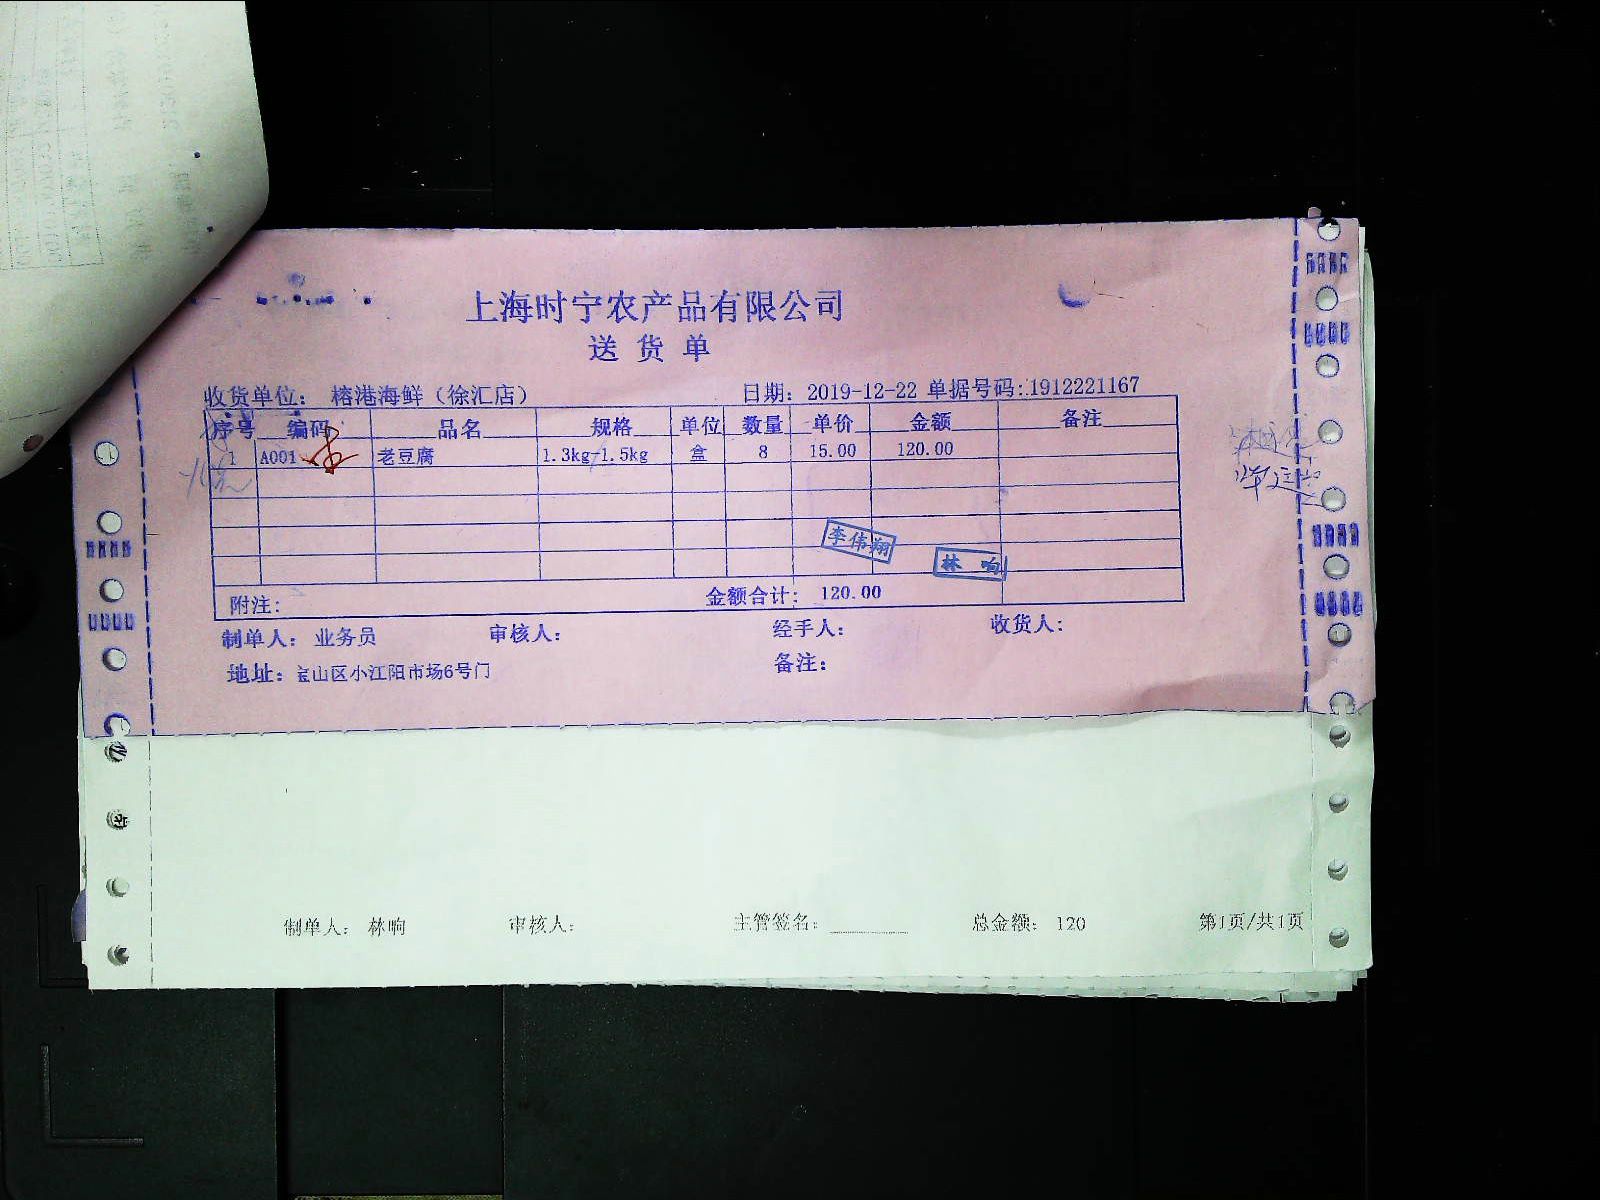 上海时宁农产品有限公司
送货单
收货单位： 榕港海鲜（徐汇店） 日期：2019-12-22 单据号码：1912221167
序号 编码 品名 规格 单位 数量 单价 金额 备注
1 A001 老豆腐 1.3kg-1.5kg 盒 8 15.00 120.00
李伟翔
林响
附注： 金额合计： 120.00
制单人： 业务员 审核人： 经手人： 收货人：
地址：宝山区小江阳市场6号门 备注：
制单人： 林响 审核人： 主管签名： 总金额： 120 第1页/共1页